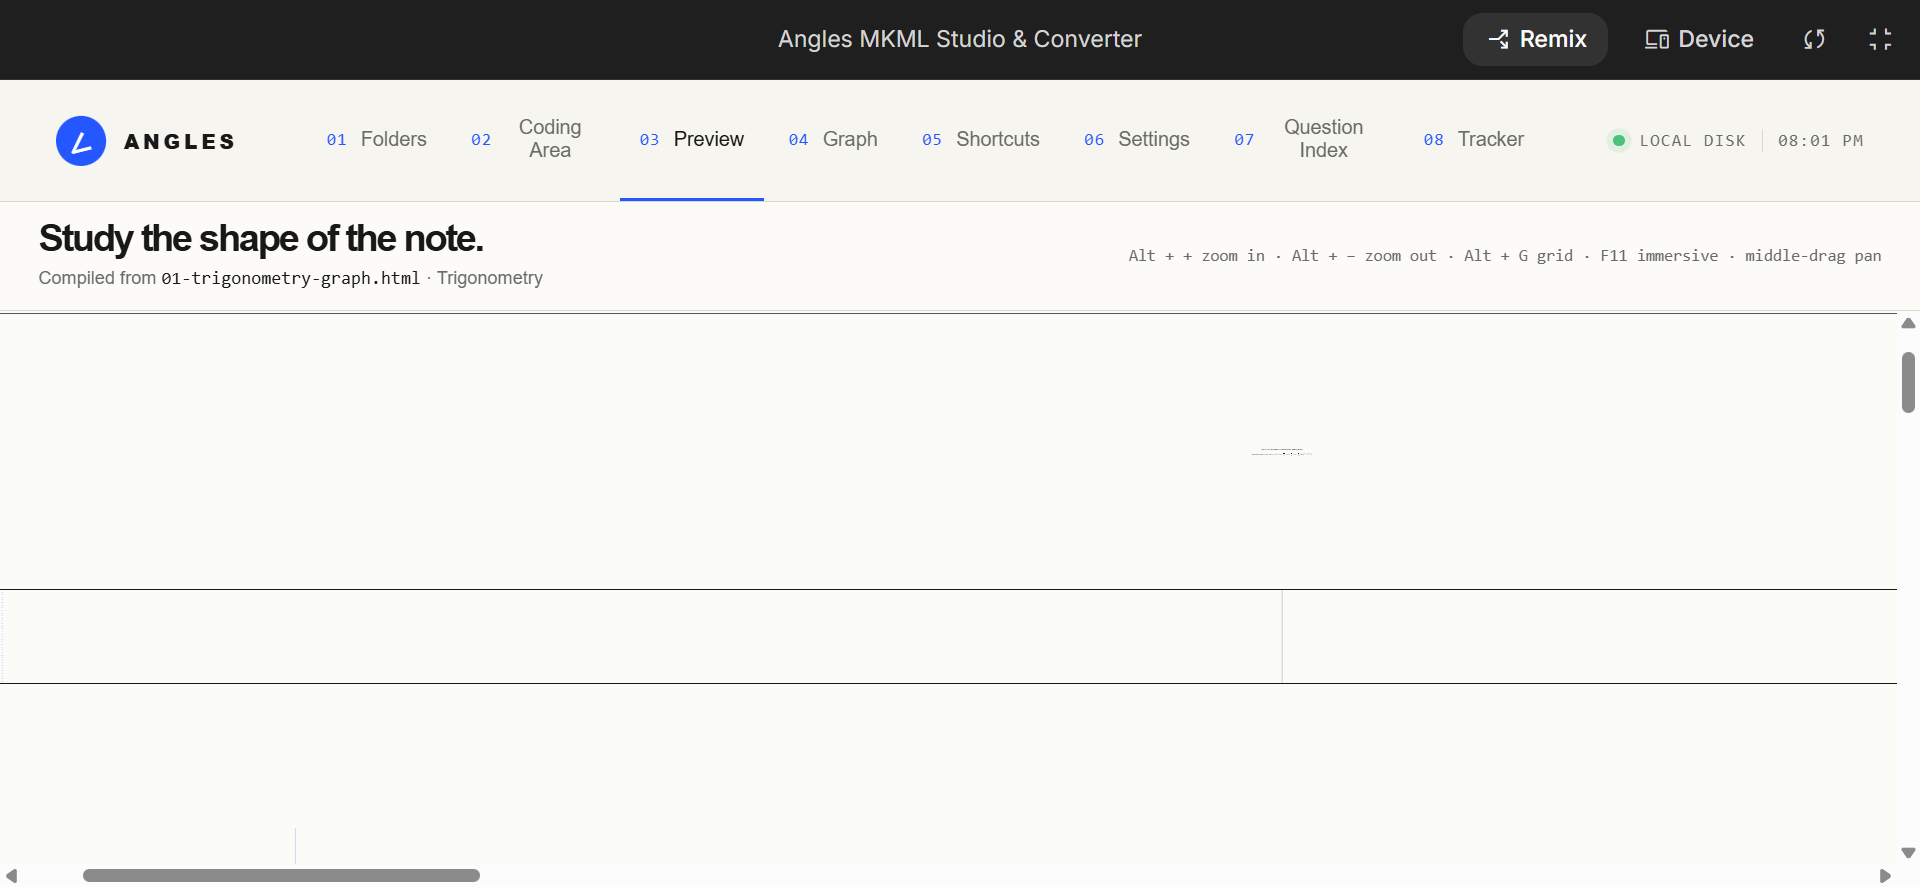 Angles MKML Studio & Converter
Remix
Device
ANGLES
01 Folders
02 Coding Area
03 Preview
04 Graph
05 Shortcuts
06 Settings
07 Question Index
08 Tracker
LOCAL DISK
08:01 PM
Study the shape of the note.
Compiled from 01-trigonometry-graph.html · Trigonometry
Alt + + zoom in · Alt + − zoom out · Alt + G grid · F11 immersive · middle-drag pan